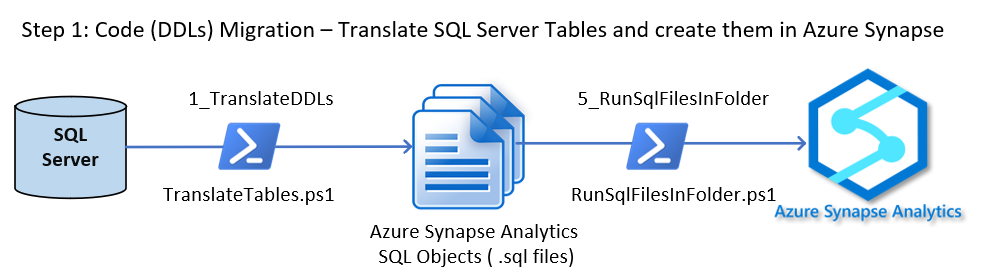 Step 1: Code (DDLs) Migration – Translate SQL Server Tables and create them in Azure Synapse
1_TranslateDDLs
5_RunSqlFilesInFolder
SQL
Server
TranslateTables.ps1
RunSqlFilesInFolder.ps1
Azure Synapse Analytics
Azure Synapse Analytics
SQL Objects ( .sql files)